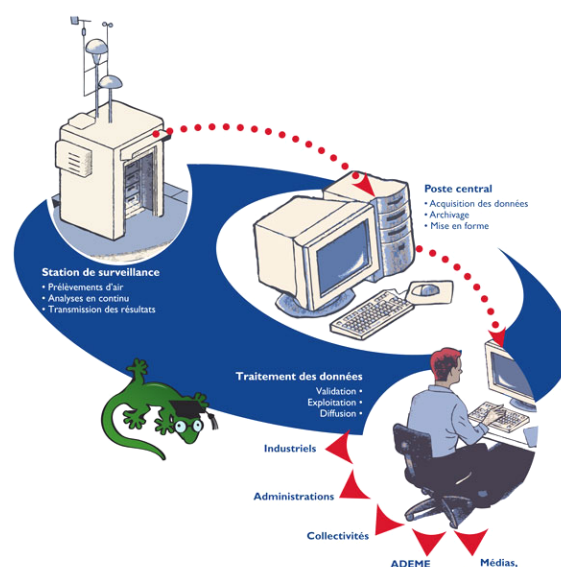 Poste central
• Acquisition des données
• Archivage
• Mise en forme
Station de surveillance
• Prélèvements d'air
• Analyses en continu
• Transmission des résultats
Traitement des données
Validation •
Exploitation •
Diffusion •
Industriels
Administrations
Collectivités
ADEME
Médias,